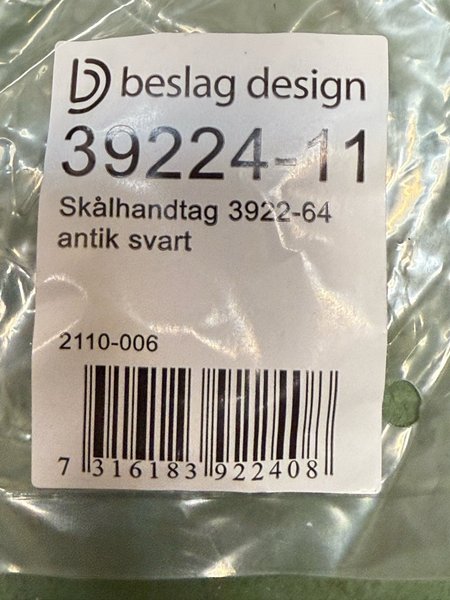 beslag design
39224-11
Skålhandtag 3922-64
antik svart
2110-006
7 316183 922408